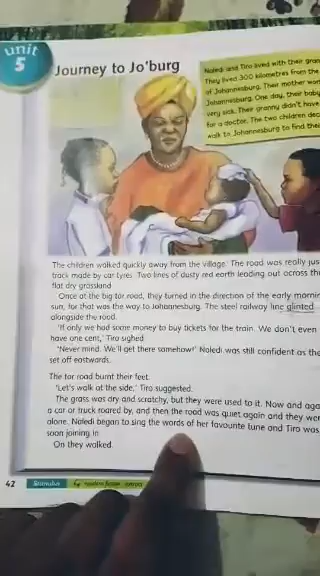 unit
5
Journey to Jo'burg
Naledi and Tiro lived with their gran
They lived 300 kilometres from the
of Johannesburg. Their mother wor
Johannesburg. One day, their baby
very sick. Their granny didn't have
for a doctor. The two children dec
walk to Johannesburg to find thei
The children walked quickly away from the village. The road was really jus
track made by car tyres. Two lines of dusty red earth leading out across the
flat dry grassland.
Once at the big tar road, they turned in the direction of the early mornin
sun, for that was the way to Johannesburg. The steel railway line glinted
alongside the road.
'If only we had some money to buy tickets for the train. We don't even
have one cent,' Tiro sighed.
'Never mind. We'll get there somehow!' Naledi was still confident as the
set off eastwards.
The tar road burnt their feet.
'Let's walk at the side,' Tiro suggested.
The grass was dry and scratchy, but they were used to it. Now and aga
a car or truck roared by, and then the road was quiet again and they wer
alone. Naledi began to sing the words of her favourite tune and Tiro was
soon joining in.
On they walked.
42 Stimulus